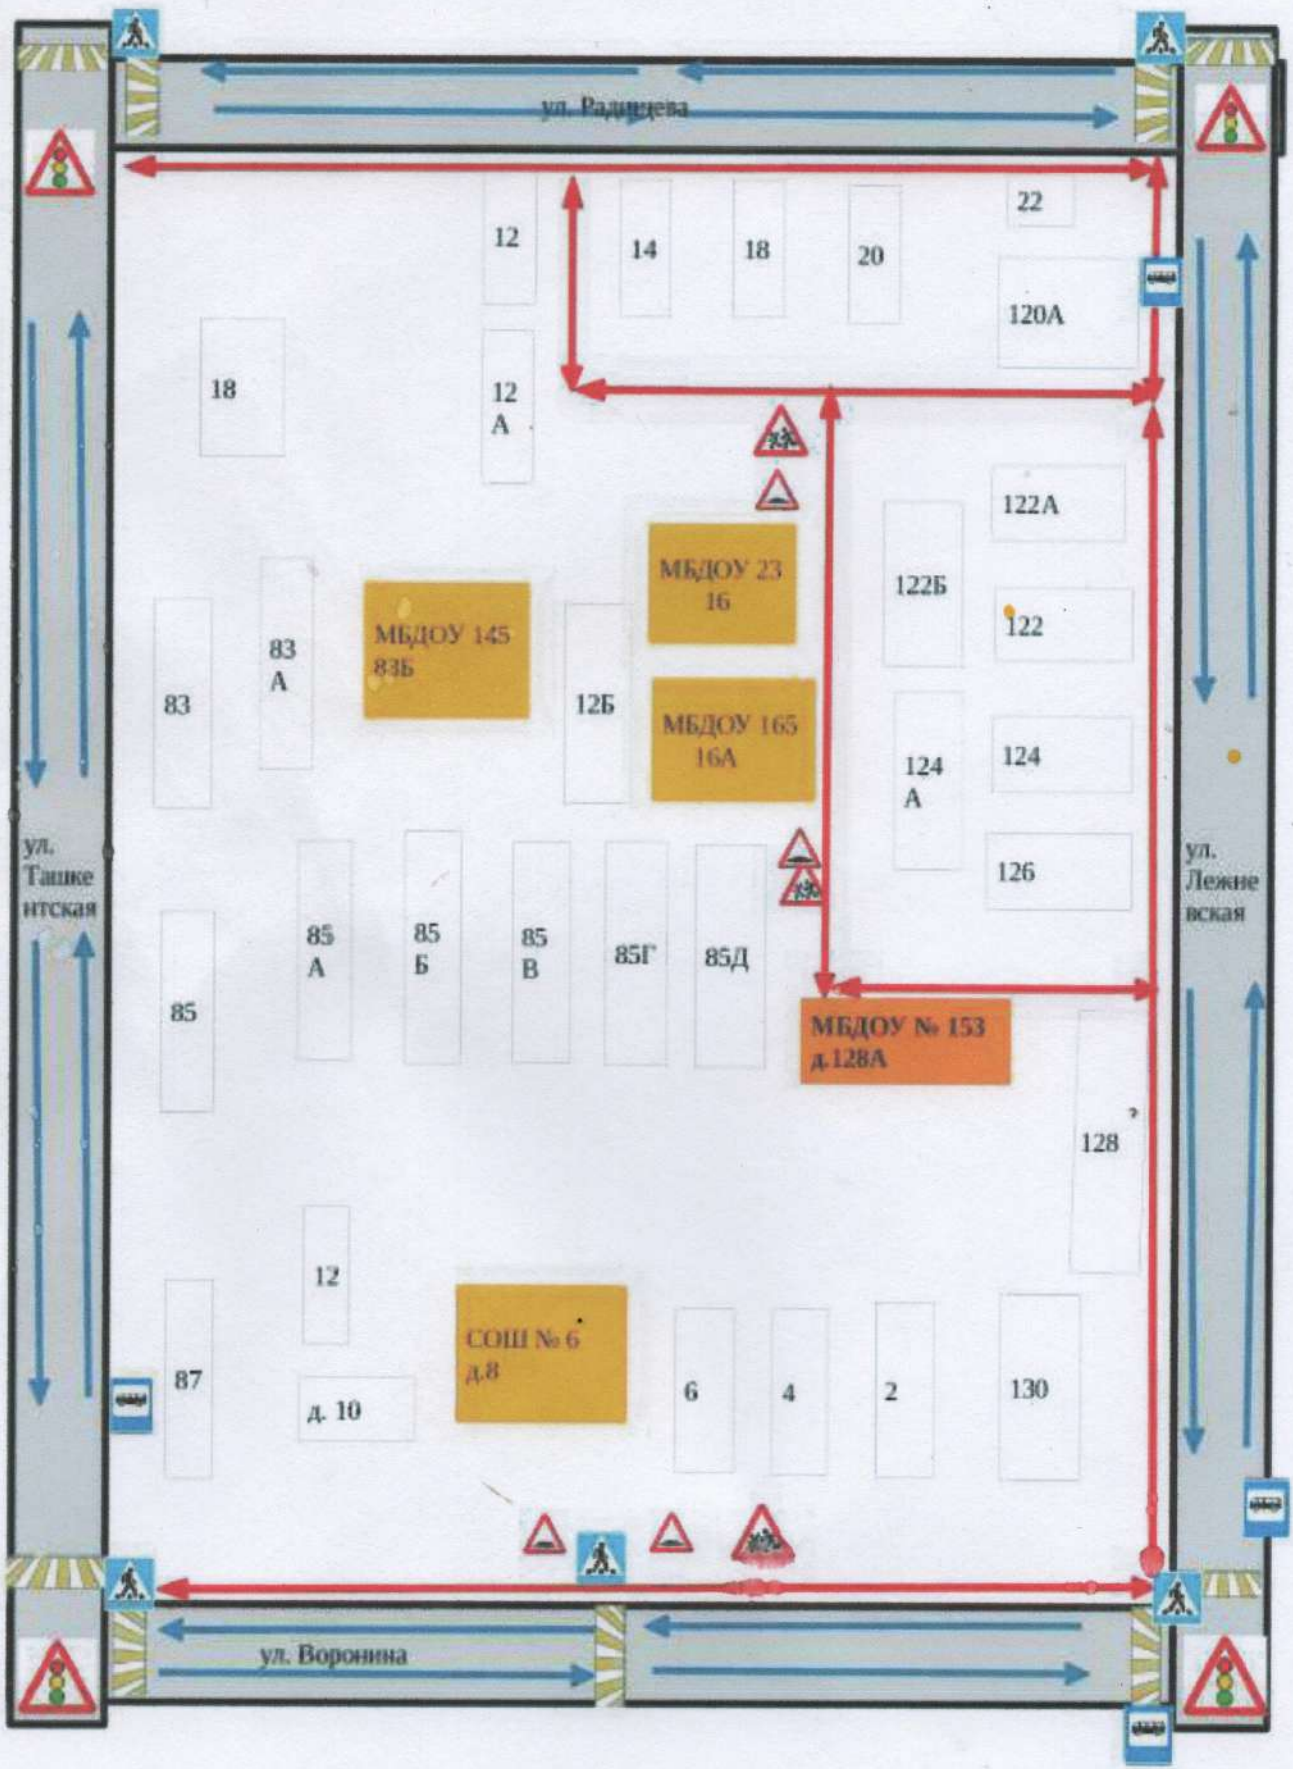 ул. Радищева
22
12
14
18
20
120А
18
12
А
122А
МБДОУ 23
16
122Б
122
МБДОУ 145
83Б
83
А
83
12Б
МБДОУ 165
16А
124
А
124
ул.
Ташке
нтская
126
ул.
Лежне
вская
85
А
85
Б
85
В
85Г
85Д
85
МБДОУ № 153
д.128А
128
12
СОШ № 6
д.8
87
д. 10
6
4
2
130
ул. Воронина